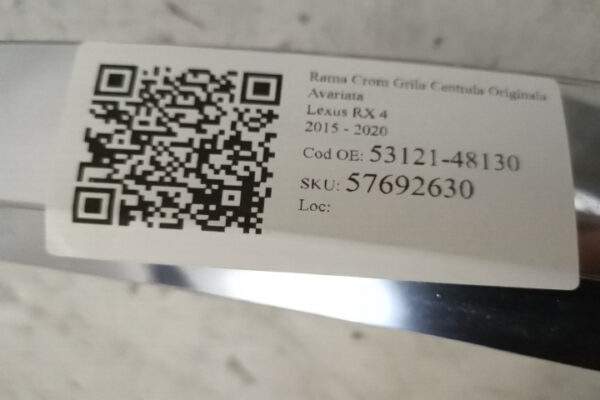 Rama Crom Grila Centrala Originala
Avariata
Lexus RX 4
2015 - 2020
Cod OE: 53121-48130
SKU: 57692630
Loc: